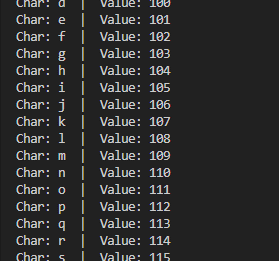 Char: d | Value: 100
Char: e | Value: 101
Char: f | Value: 102
Char: g | Value: 103
Char: h | Value: 104
Char: i | Value: 105
Char: j | Value: 106
Char: k | Value: 107
Char: l | Value: 108
Char: m | Value: 109
Char: n | Value: 110
Char: o | Value: 111
Char: p | Value: 112
Char: q | Value: 113
Char: r | Value: 114
Char: s | Value: 115